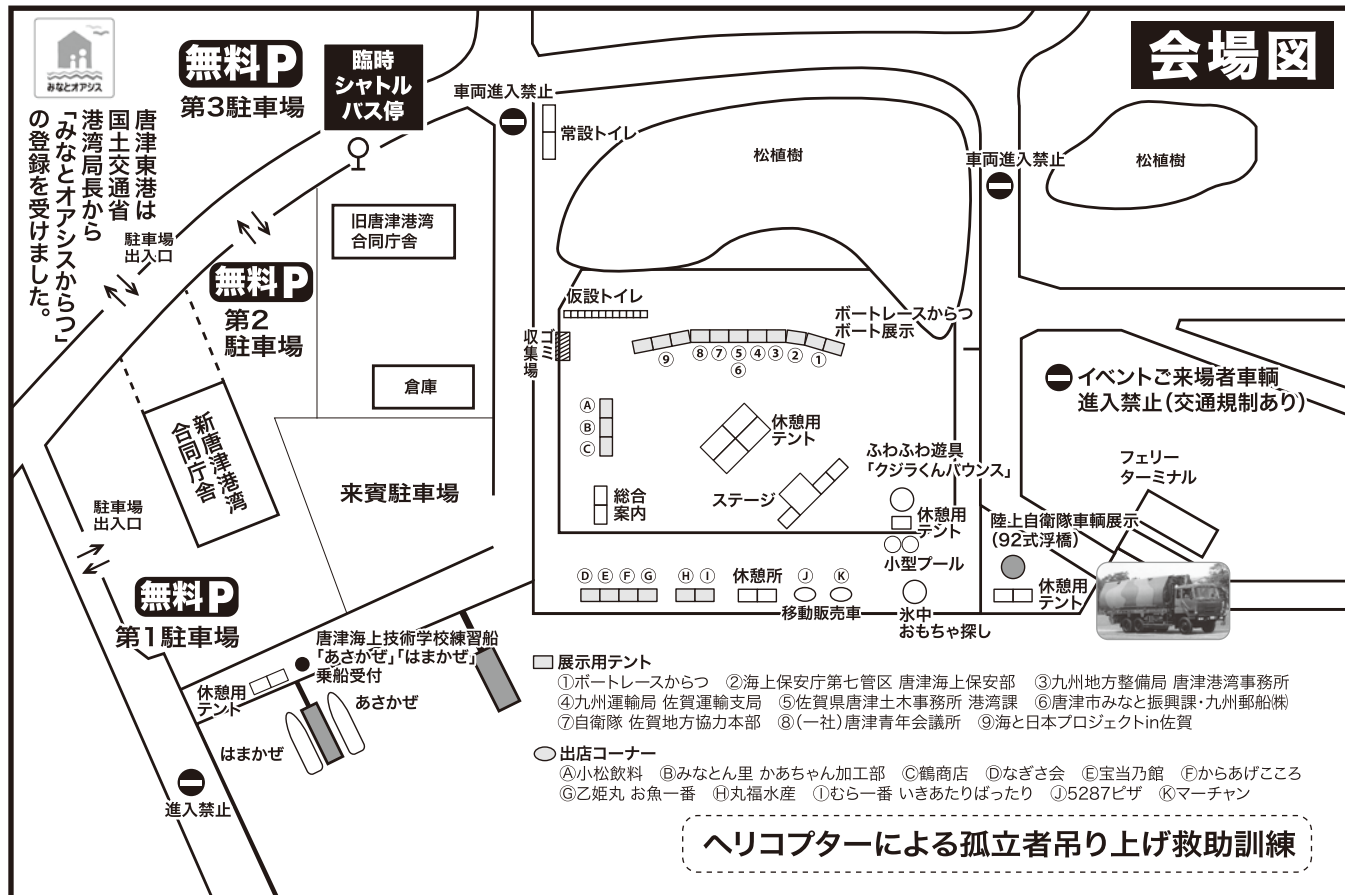 会場図
みなとオアシス
唐津東港は
国土交通省
港湾局長から
「みなとオアシスからつ」
の登録を受けました。
無料P
第3駐車場
臨時
シャトル
バス停
車両進入禁止
常設トイレ
松植樹
車両進入禁止
松植樹
駐車場
出入口
旧唐津港湾
合同庁舎
無料P
第2
駐車場
倉庫
新唐津港湾
合同庁舎
来賓駐車場
駐車場
出入口
無料P
第1駐車場
仮設トイレ
ゴミ
収集場
ボートレースからつ
ボート展示
⑨ ⑧ ⑦ ⑤ ④ ③ ② ①
⑥
Ⓐ
Ⓑ
Ⓒ
休憩用
テント
総合
案内
ステージ
ふわふわ遊具
「クジラくんバウンス」
休憩用
テント
小型プール
氷中
おもちゃ探し
Ⓓ Ⓔ Ⓕ Ⓖ Ⓗ Ⓘ 休憩所 Ⓙ Ⓚ
移動販売車
イベントご来場者車輌
進入禁止(交通規制あり)
フェリー
ターミナル
陸上自衛隊車輌展示
(92式浮橋)
休憩用
テント
唐津海上技術学校練習船
「あさかぜ」「はまかぜ」
乗船受付
休憩用
テント
あさかぜ
はまかぜ
進入禁止
展示用テント
①ボートレースからつ ②海上保安庁第七管区 唐津海上保安部 ③九州地方整備局 唐津港湾事務所
④九州運輸局 佐賀運輸支局 ⑤佐賀県唐津土木事務所 港湾課 ⑥唐津市みなと振興課・九州郵船㈱
⑦自衛隊 佐賀地方協力本部 ⑧(一社)唐津青年会議所 ⑨海と日本プロジェクトin佐賀
出店コーナー
Ⓐ小松飲料 Ⓑみなとん里 かあちゃん加工部 Ⓒ鶴商店 Ⓓなぎさ会 Ⓔ宝当乃館 Ⓕからあげこころ
Ⓖ乙姫丸 お魚一番 Ⓗ丸福水産 Ⓘむら一番 いきあたりばったり Ⓙ5287ピザ Ⓚマーチャン
ヘリコプターによる孤立者吊り上げ救助訓練